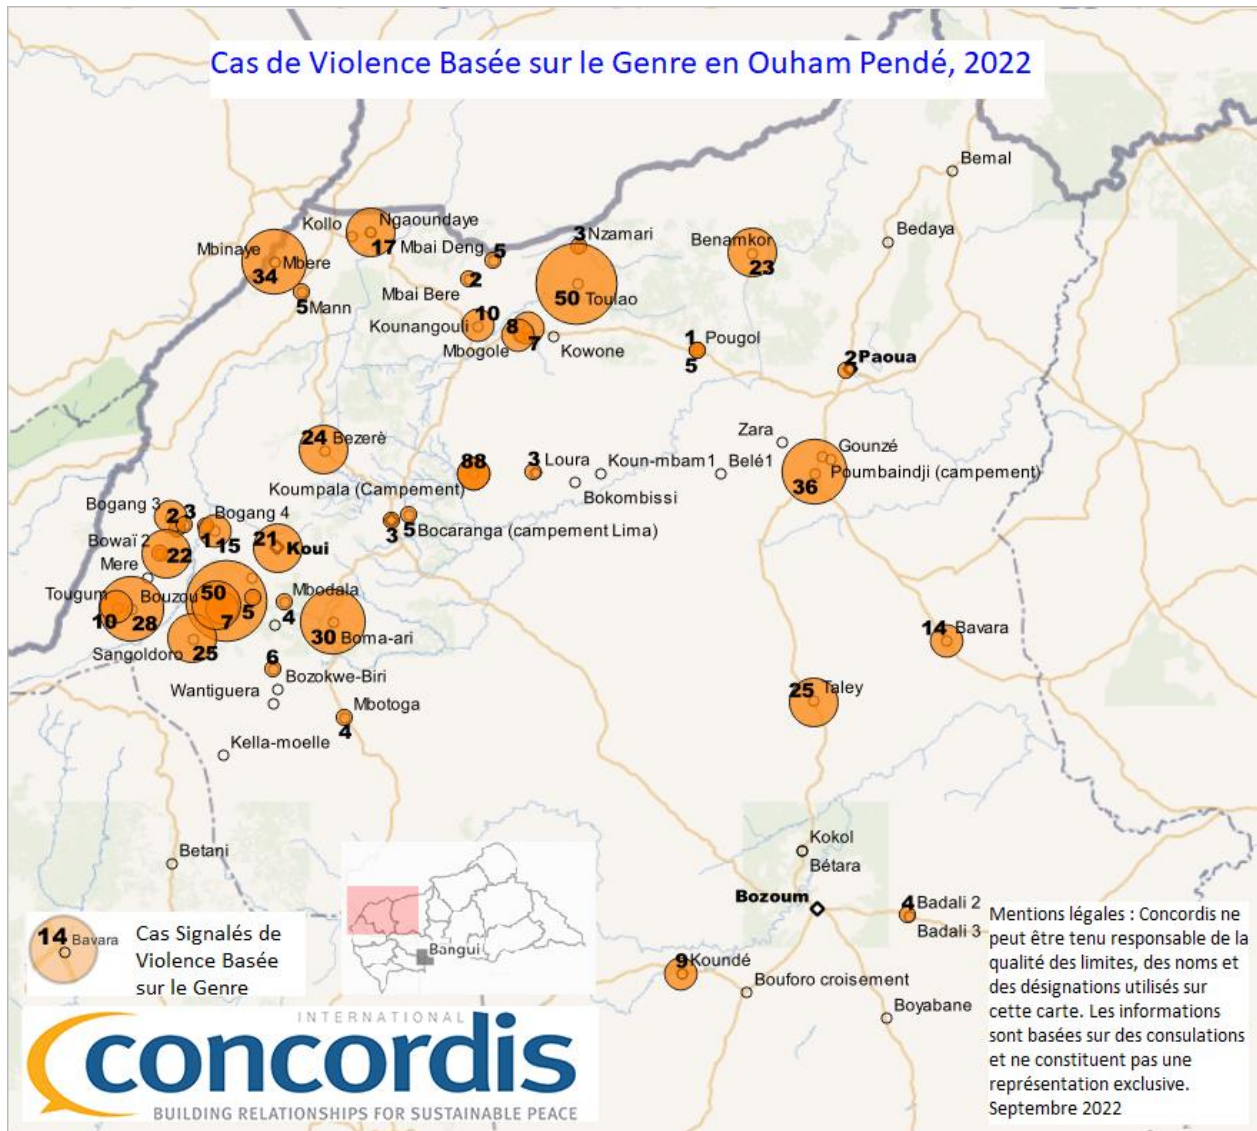 Cas de Violence Basée sur le Genre en Ouham Pendé, 2022
Bemal
Kollo
Ngaoundaye
17
Mbai Deng
5
3
Nzamari
Benamkor
23
Bedaya
Mbinaye
Mbere
34
5
Mann
2
Mbai Bere
50
Toulao
10
Kounangouli
8
7
Mbogole
Kowone
1
5
Pougol
2
Paoua
Zara
Gounzé
Poumbaindji (campement)
36
24
Bezerè
88
Koumpala (Campement)
3
Loura
Koun-mbam1
Belé1
Bokombissi
Bogang 3
2
3
Bogang 4
1
15
21
Koui
3
5
Bocaranga (campement Lima)
Bowaï 2
22
Mere
Tougum
10
28
Bouzou
50
7
5
Mbodala
4
30
Boma-ari
Sangoldoro
25
6
Bozokwe-Biri
Wantiguera
Mbotoga
4
Kella-moelle
14
Bavara
25
Taley
Betani
Kokol
Bétara
Bozoum
4
Badali 2
Badali 3
9
Koundé
Bouforo croisement
Boyabane
Bangui
14 Bavara
Cas Signalés de
Violence Basée
sur le Genre
INTERNATIONAL
concordis
BUILDING RELATIONSHIPS FOR SUSTAINABLE PEACE
Mentions légales : Concordis ne
peut être tenu responsable de la
qualité des limites, des noms et
des désignations utilisés sur
cette carte. Les informations
sont basées sur des consulations
et ne constituent pas une
représentation exclusive.
Septembre 2022